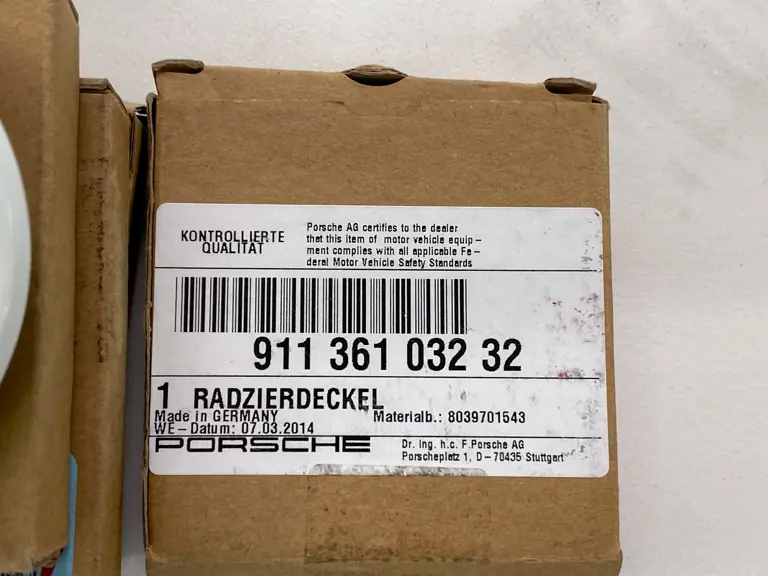 KONTROLLIERTE
QUALITÄT
Porsche AG certifies to the dealer
that this item of motor vehicle equip-
ment complies with all applicable Fe-
deral Motor Vehicle Safety Standards
911 361 032 32
1 RADZIERDECKEL
Made in GERMANY Materialb.: 8039701543
WE-Datum: 07.03.2014
PORSCHE
Dr. Ing. h.c. F.Porsche AG
Porscheplatz 1, D-70435 Stuttgart